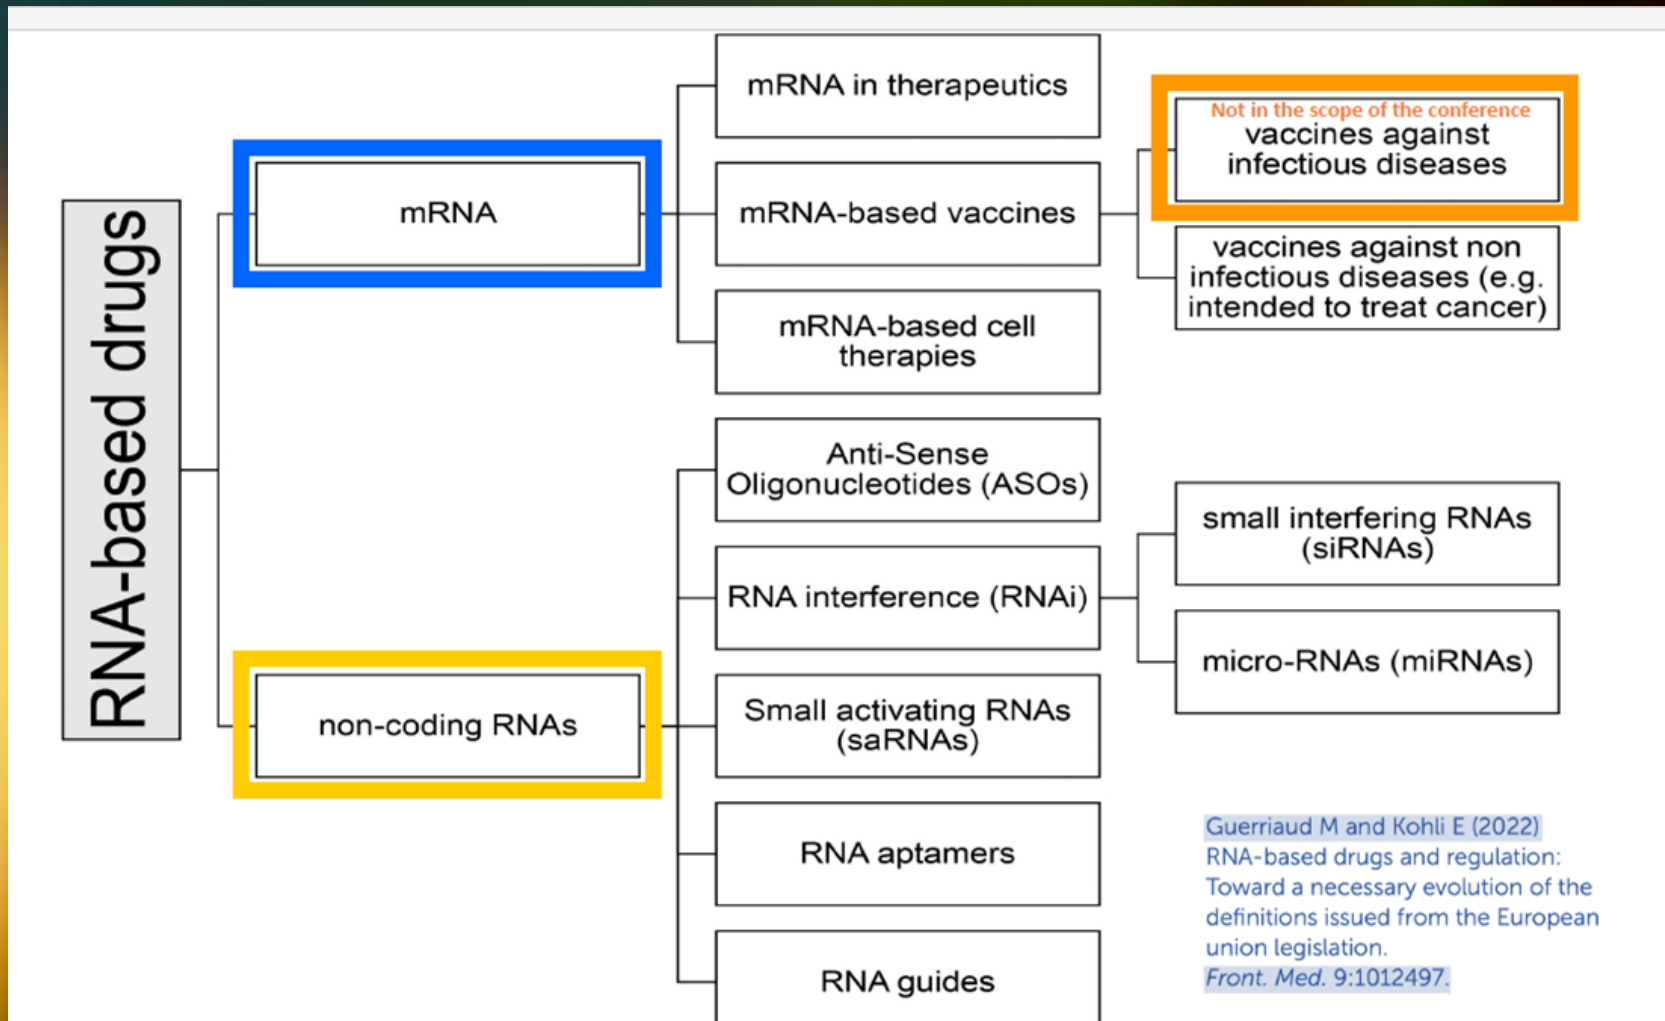 RNA-based drugs
mRNA
non-coding RNAs
mRNA in therapeutics
mRNA-based vaccines
mRNA-based cell
therapies
Anti-Sense
Oligonucleotides (ASOs)
RNA interference (RNAi)
Small activating RNAs
(saRNAs)
RNA aptamers
RNA guides
Not in the scope of the conference
vaccines against
infectious diseases
vaccines against non
infectious diseases (e.g.
intended to treat cancer)
small interfering RNAs
(siRNAs)
micro-RNAs (miRNAs)
Guerriaud M and Kohli E (2022)
RNA-based drugs and regulation:
Toward a necessary evolution of the
definitions issued from the European
union legislation.
Front. Med. 9:1012497.